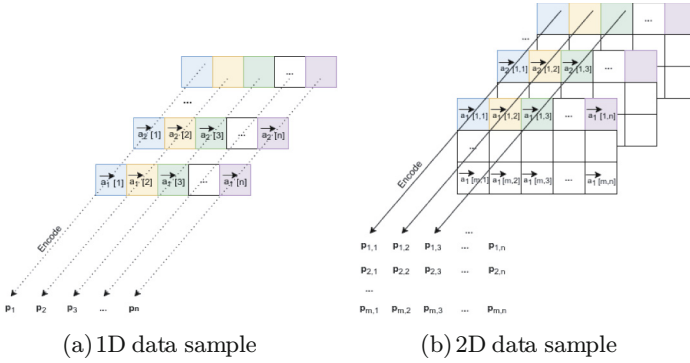 ...
...
a₂ [1] a₂ [2] a₂ [3] ... a₂ [n]
a₁ [1] a₁ [2] a₁ [3] ... a₁ [n]
Encode
p₁ p₂ p₃ ... pn
(a) 1D data sample
...
...
a₂ [1,1] a₂ [1,2] a₂ [1,3] ...
a₁ [1,1] a₁ [1,2] a₁ [1,3] ... a₁ [1,n]
...
a₁ [m,1] a₁ [m,2] a₁ [m,3] ... a₁ [m,n]
Encode
...
p₁,₁ p₁,₂ p₁,₃ ... p₁,n
p₂,₁ p₂,₂ p₂,₃ ... p₂,n
...
pm,₁ pm,₂ pm,₃ ... pm,n
(b) 2D data sample